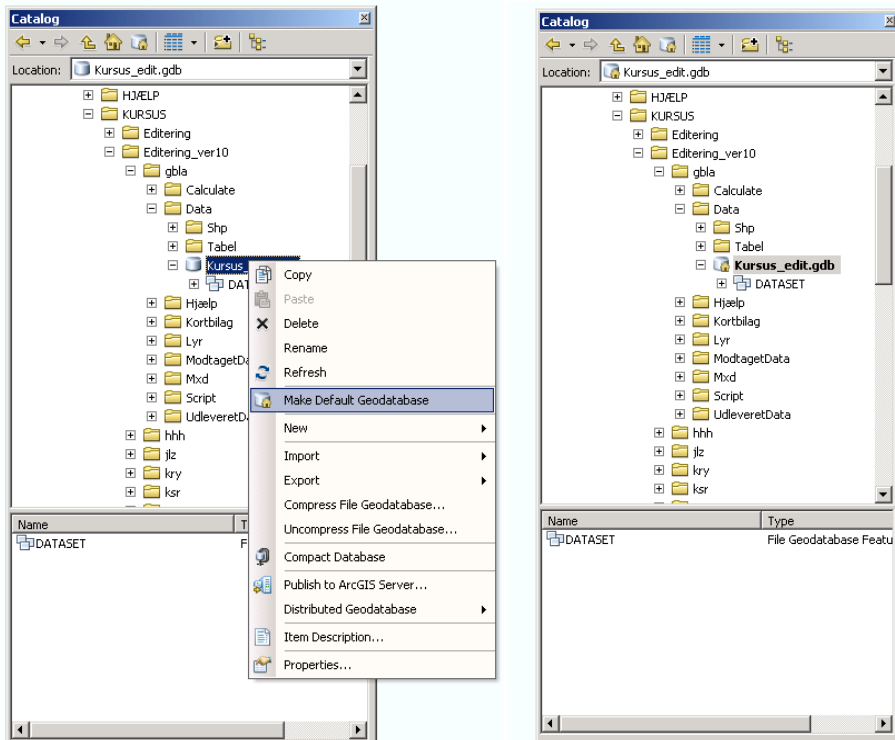 Catalog
Location: Kursus_edit.gdb
HJÆLP
KURSUS
Editering
Editering_ver10
gbla
Calculate
Data
Shp
Tabel
Kursus_
DAT
Hjælp
Kortbilag
Lyr
ModtagetDa
Mxd
Script
UdleveretDa
hhh
jlz
kry
ksr
Name T
DATASET F
Copy
Paste
Delete
Rename
Refresh
Make Default Geodatabase
New
Import
Export
Compress File Geodatabase...
Uncompress File Geodatabase...
Compact Database
Publish to ArcGIS Server...
Distributed Geodatabase
Item Description...
Properties...
Catalog
Location: Kursus_edit.gdb
HJÆLP
KURSUS
Editering
Editering_ver10
gbla
Calculate
Data
Shp
Tabel
Kursus_edit.gdb
DATASET
Hjælp
Kortbilag
Lyr
ModtagetData
Mxd
Script
UdleveretData
hhh
jlz
kry
ksr
Name Type
DATASET File Geodatabase Featu